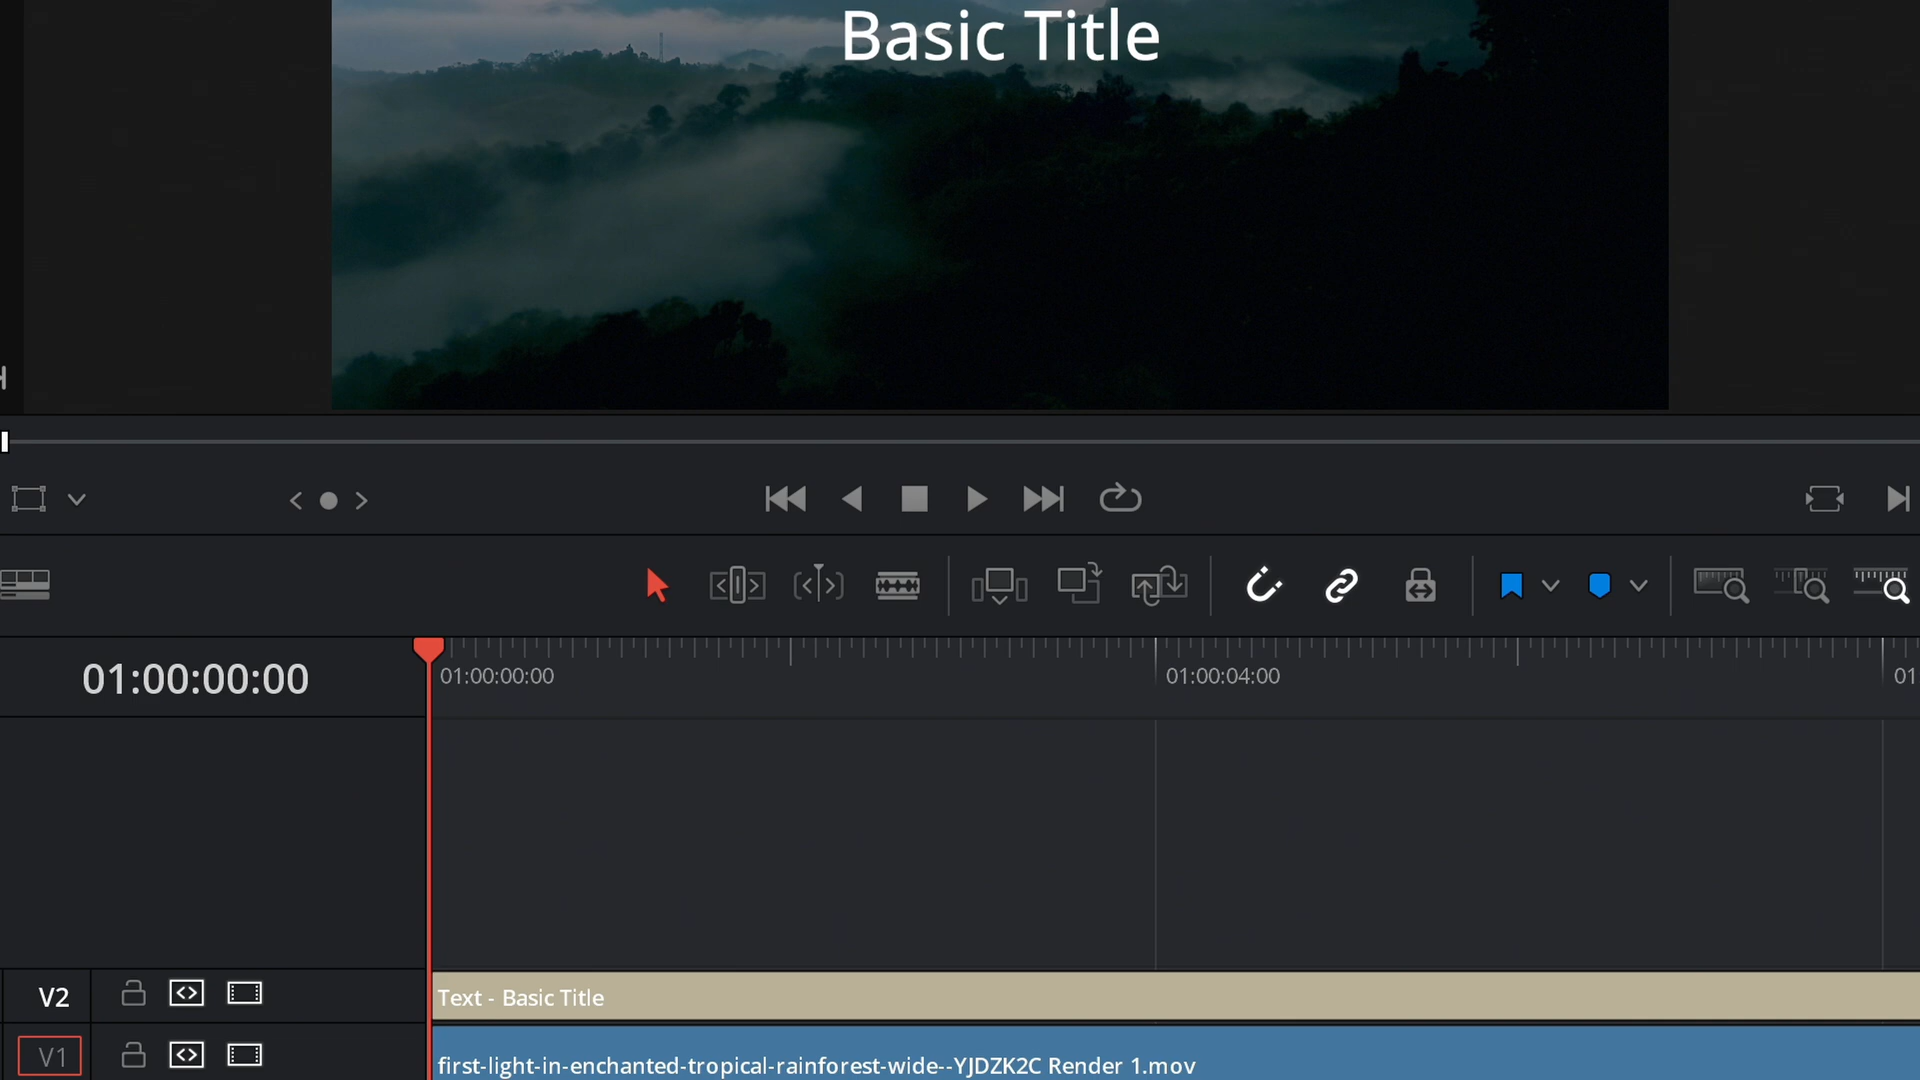 Basic Title
01:00:00:00
01:00:00:00
01:00:04:00
01
V2
Text - Basic Title
V1
first-light-in-enchanted-tropical-rainforest-wide--YJDZK2C Render 1.mov